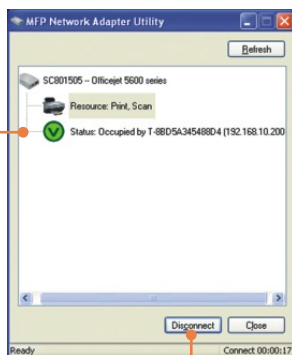 MFP Network Adapter Utility
Refresh
SC801505 – Officejet 5600 series
Resource: Print, Scan
Status: Occupied by T-8BD5A345488D4 (192.168.10.200
Disconnect Close
Ready Connect 00:00:17